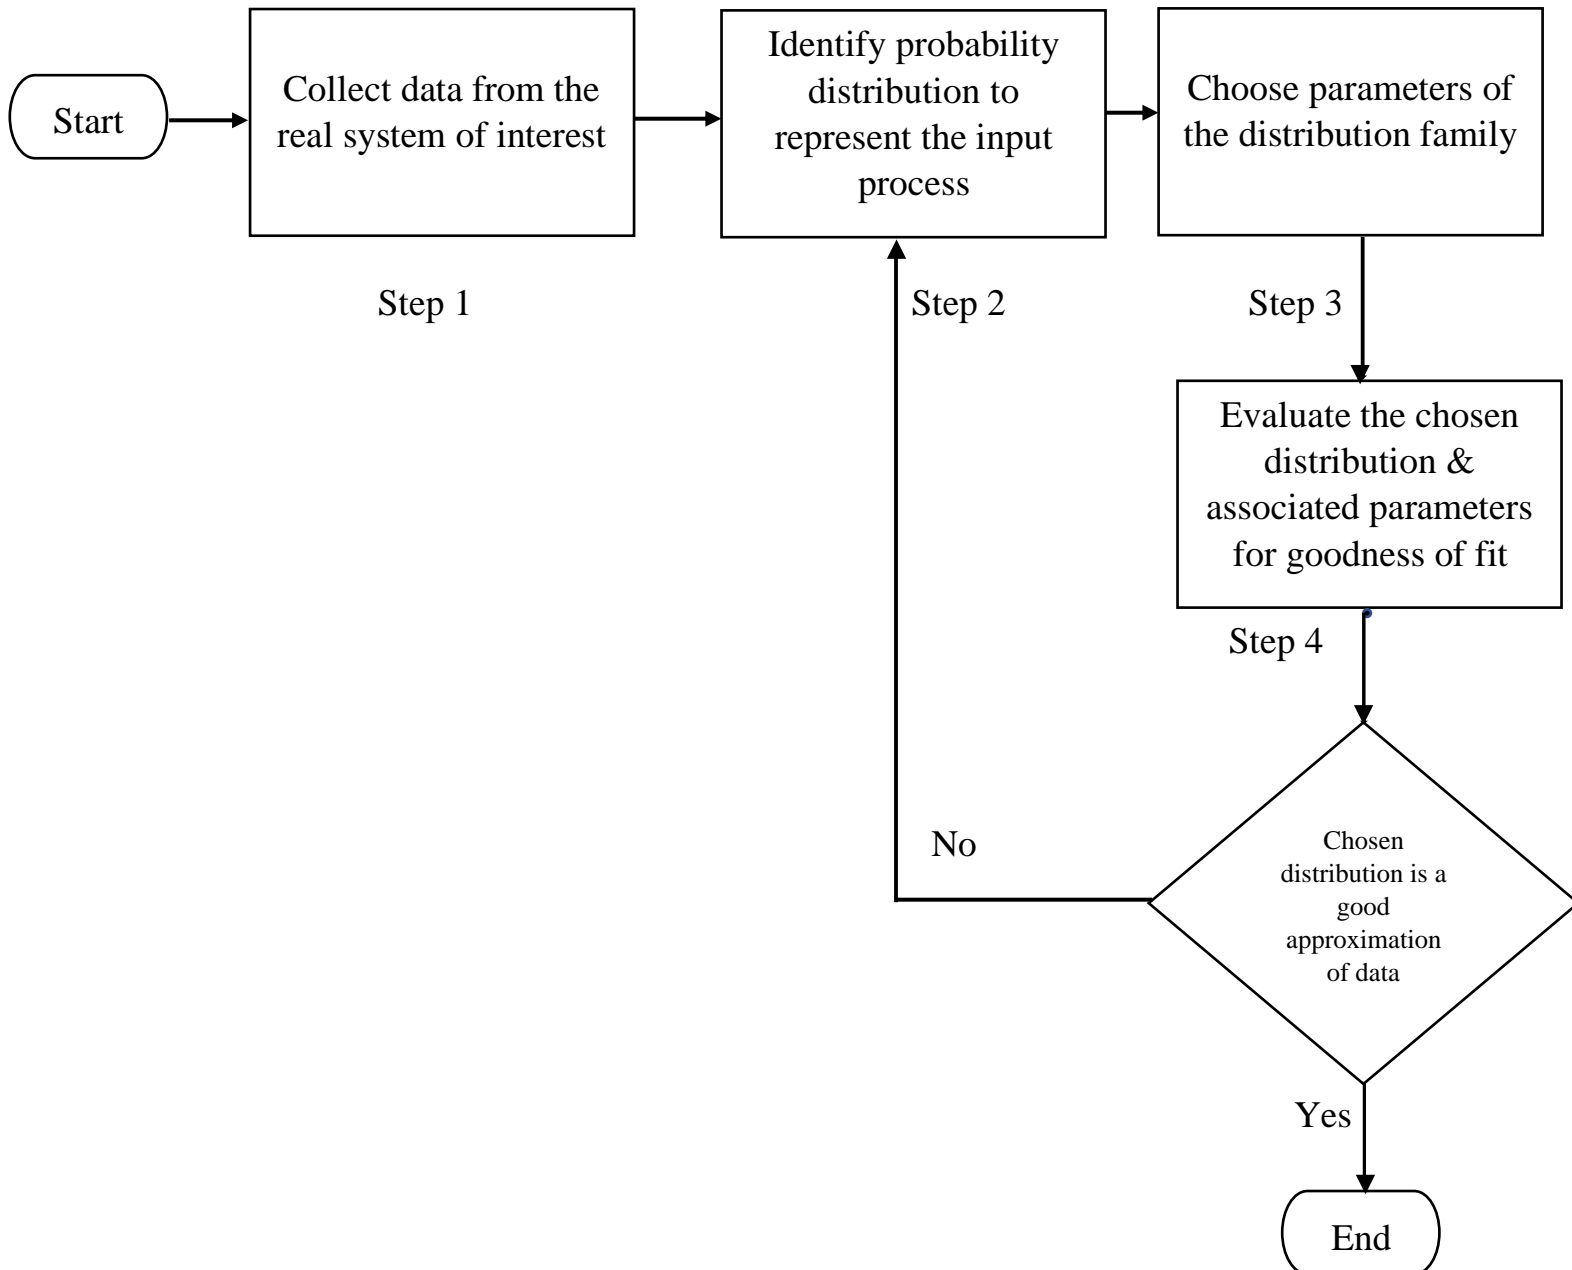 Start
Collect data from the
real system of interest
Step 1
Identify probability
distribution to
represent the input
process
Step 2
Choose parameters of
the distribution family
Step 3
Evaluate the chosen
distribution &
associated parameters
for goodness of fit
Step 4
Chosen
distribution is a
good
approximation
of data
No
Yes
End